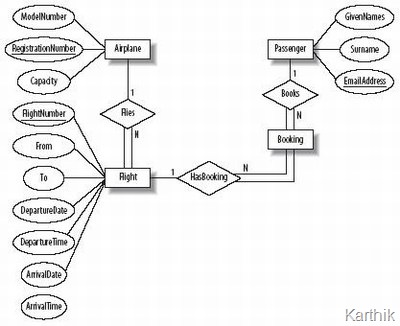 ModelNumber
GivenNames
RegistrationNumber
Airplane
Passenger
Surname
Capacity
EmailAddress
1
1
FlightNumber
Flies
Books
N
N
From
Booking
To
Flight
1
HasBooking
N
DepartureDate
DepartureTime
ArrivalDate
ArrivalTime
Karthik